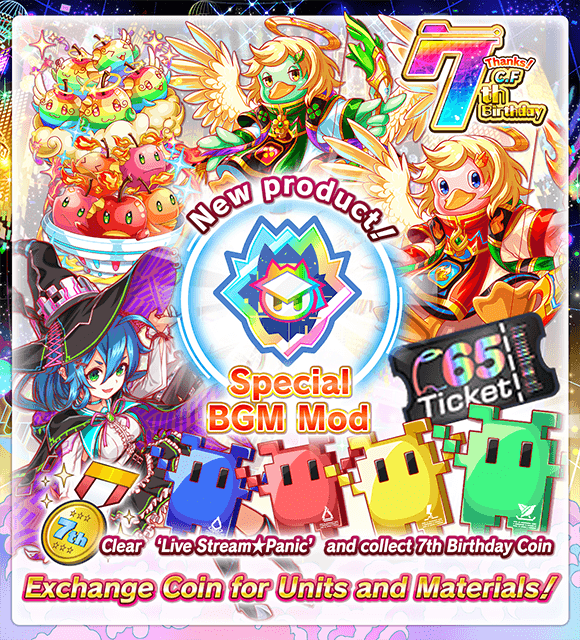 7th
Thanks!
C.F
Birthday
New product!
Special
BGM Mod
65
Ticket
7th
Clear 'Live Stream★Panic' and collect 7th Birthday Coin
Exchange Coin for Units and Materials!